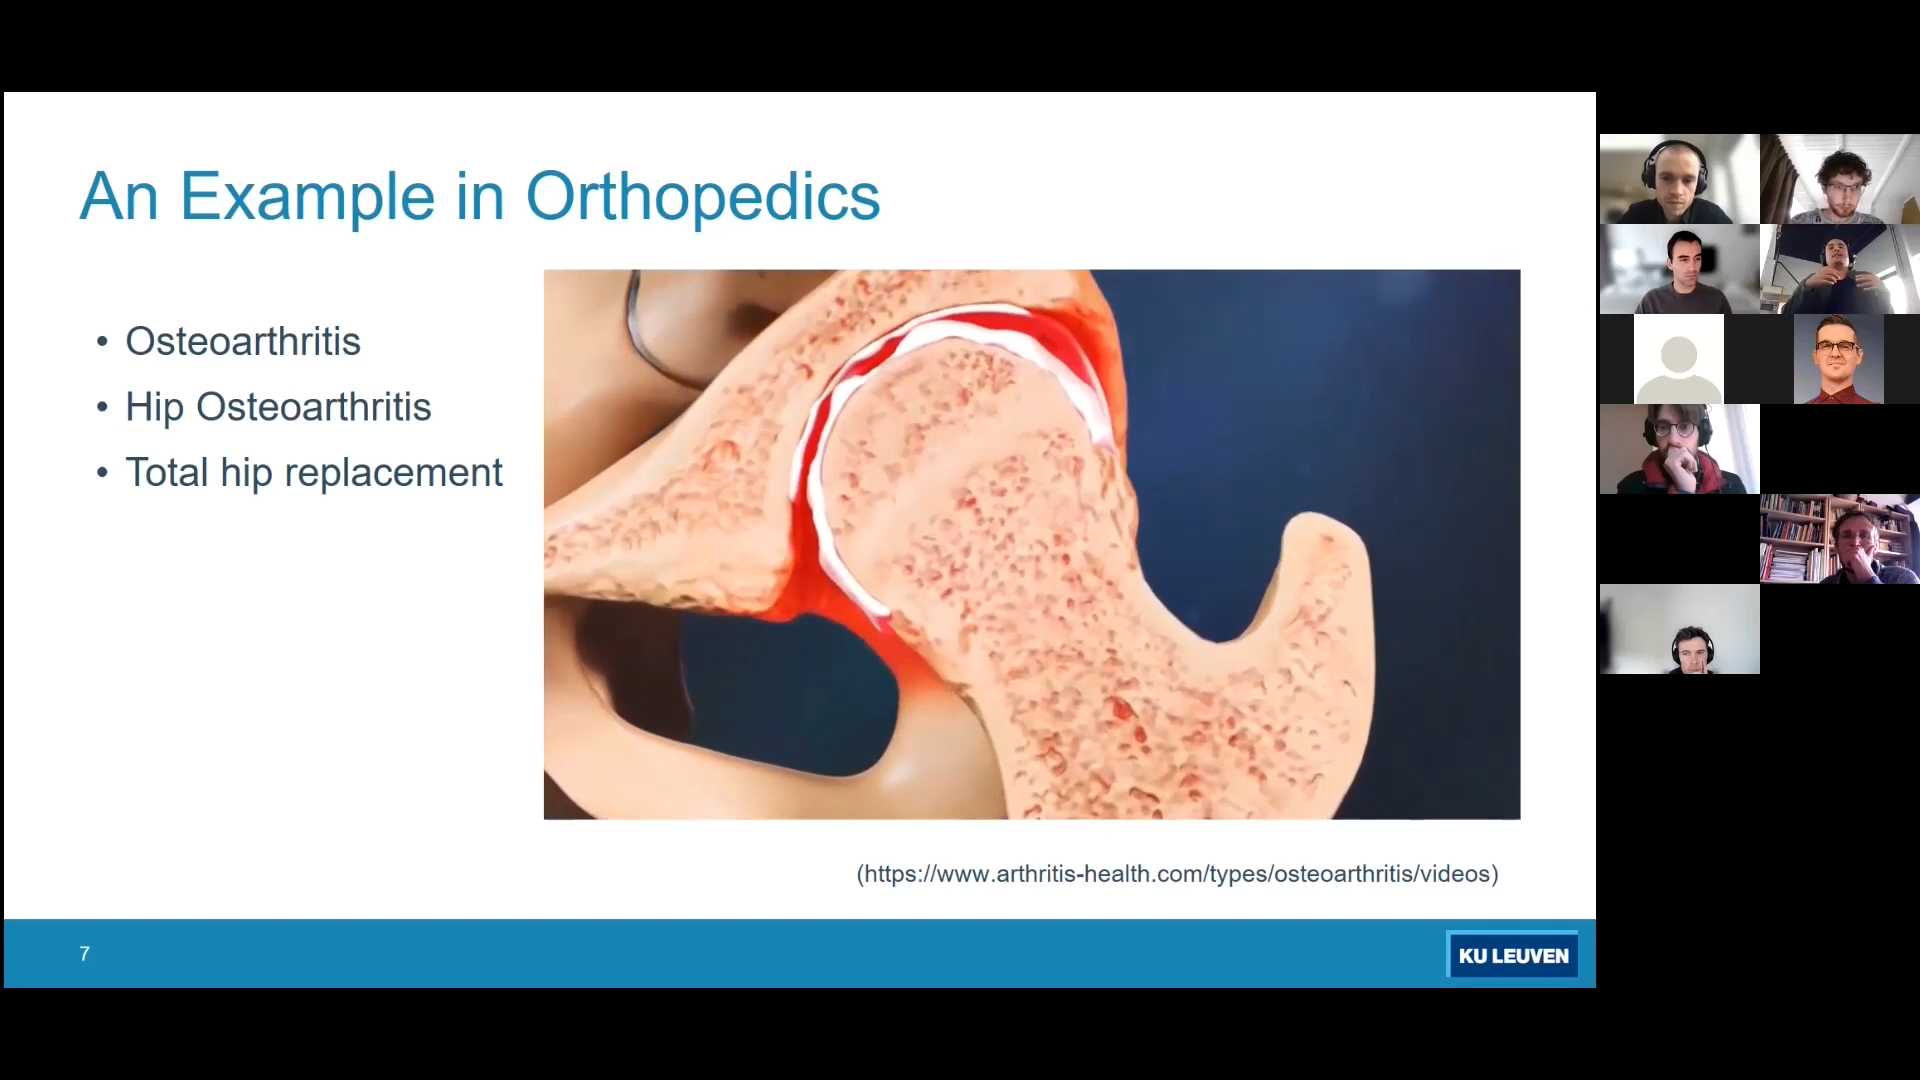 An Example in Orthopedics
• Osteoarthritis
• Hip Osteoarthritis
• Total hip replacement
(https://www.arthritis-health.com/types/osteoarthritis/videos)
7
KU LEUVEN